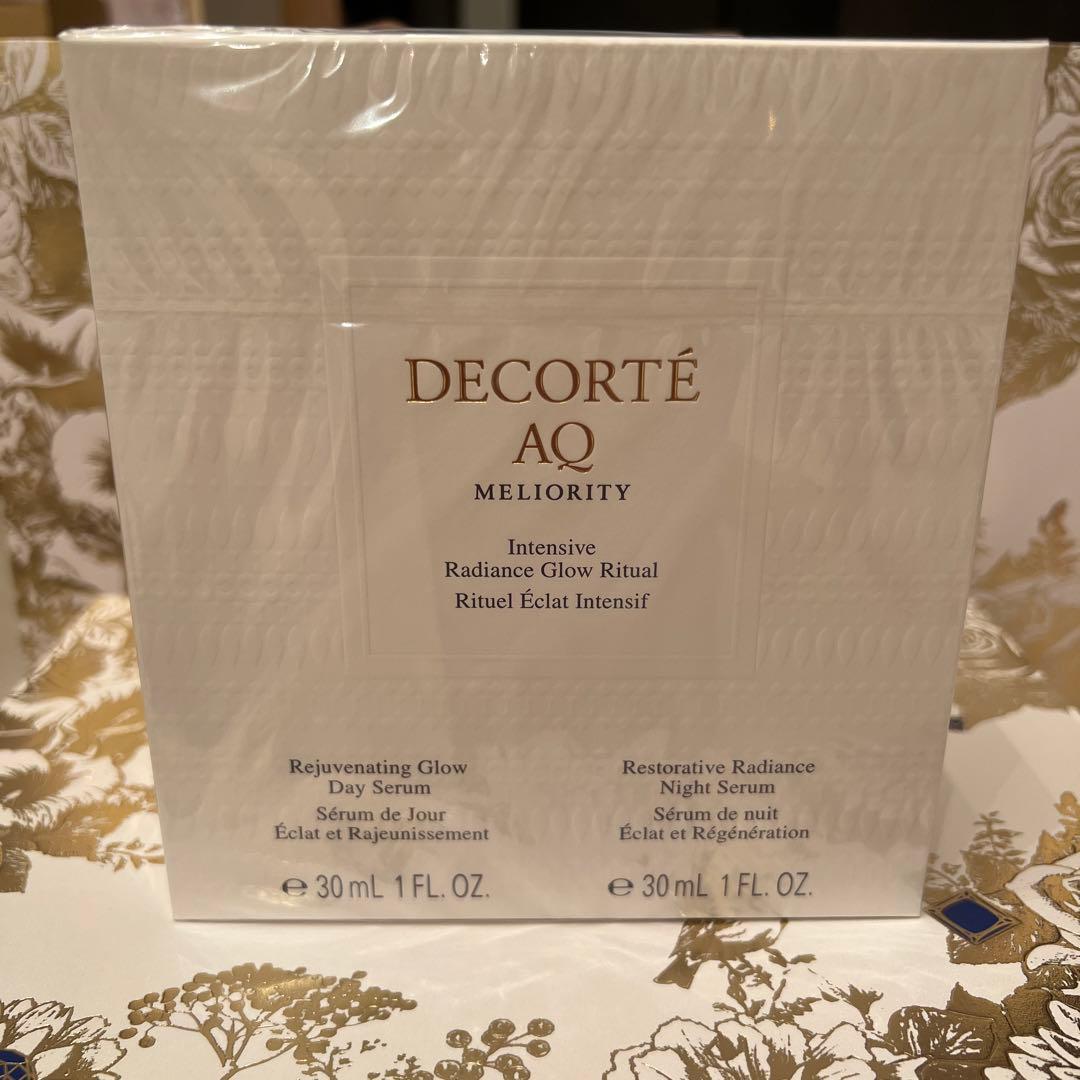 DECORTÉ
AQ
MELIORITY
Intensive
Radiance Glow Ritual
Rituel Éclat Intensif
Rejuvenating Glow
Day Serum
Sérum de Jour
Éclat et Rajeunissement
℮ 30 mL 1 FL. OZ.
Restorative Radiance
Night Serum
Sérum de nuit
Éclat et Régénération
℮ 30 mL 1 FL. OZ.